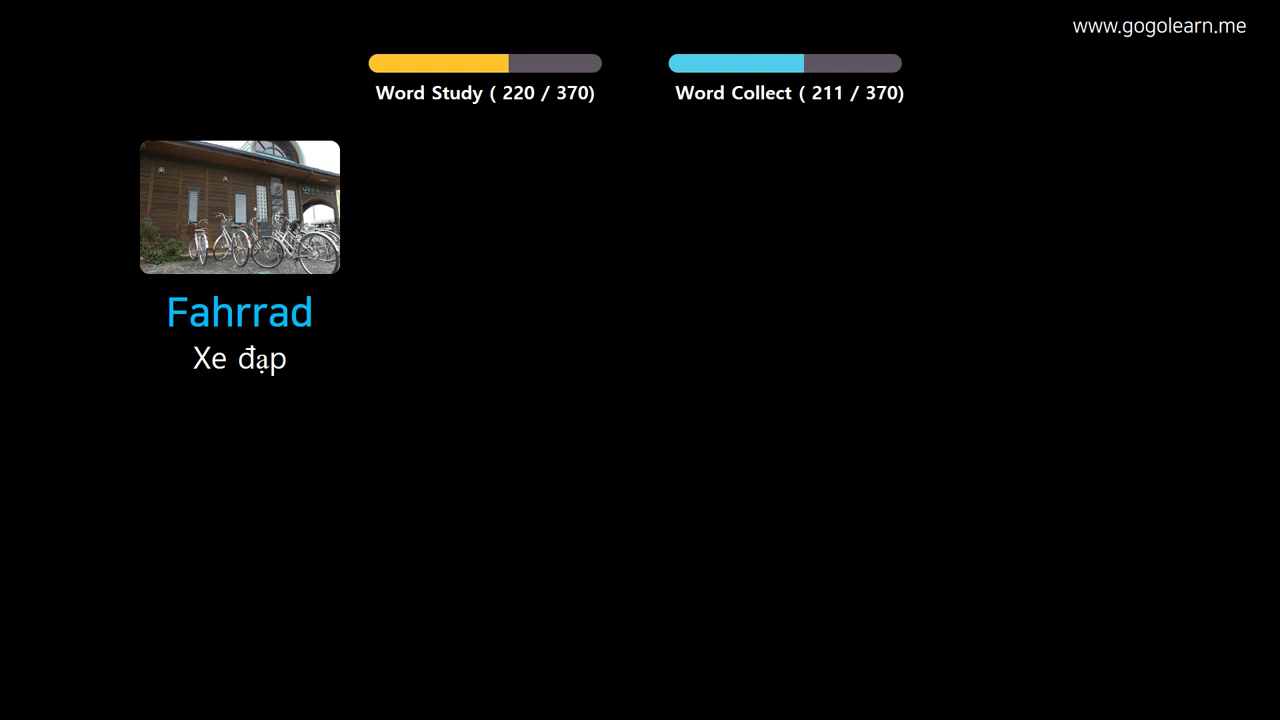 www.gogolearn.me
Word Study ( 220 / 370)
Word Collect ( 211 / 370)
Fahrrad
Xe đạp